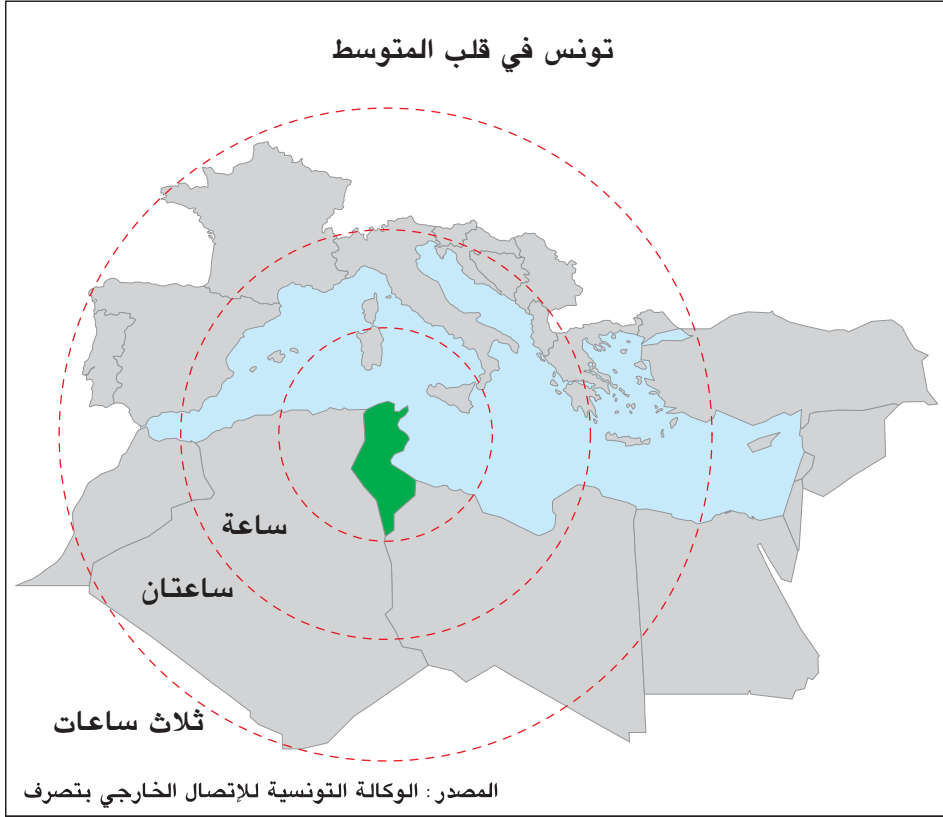 تونس في قلب المتوسط
ساعة
ساعتان
ثلاث ساعات
المصدر : الوكالة التونسية للإتصال الخارجي بتصرف